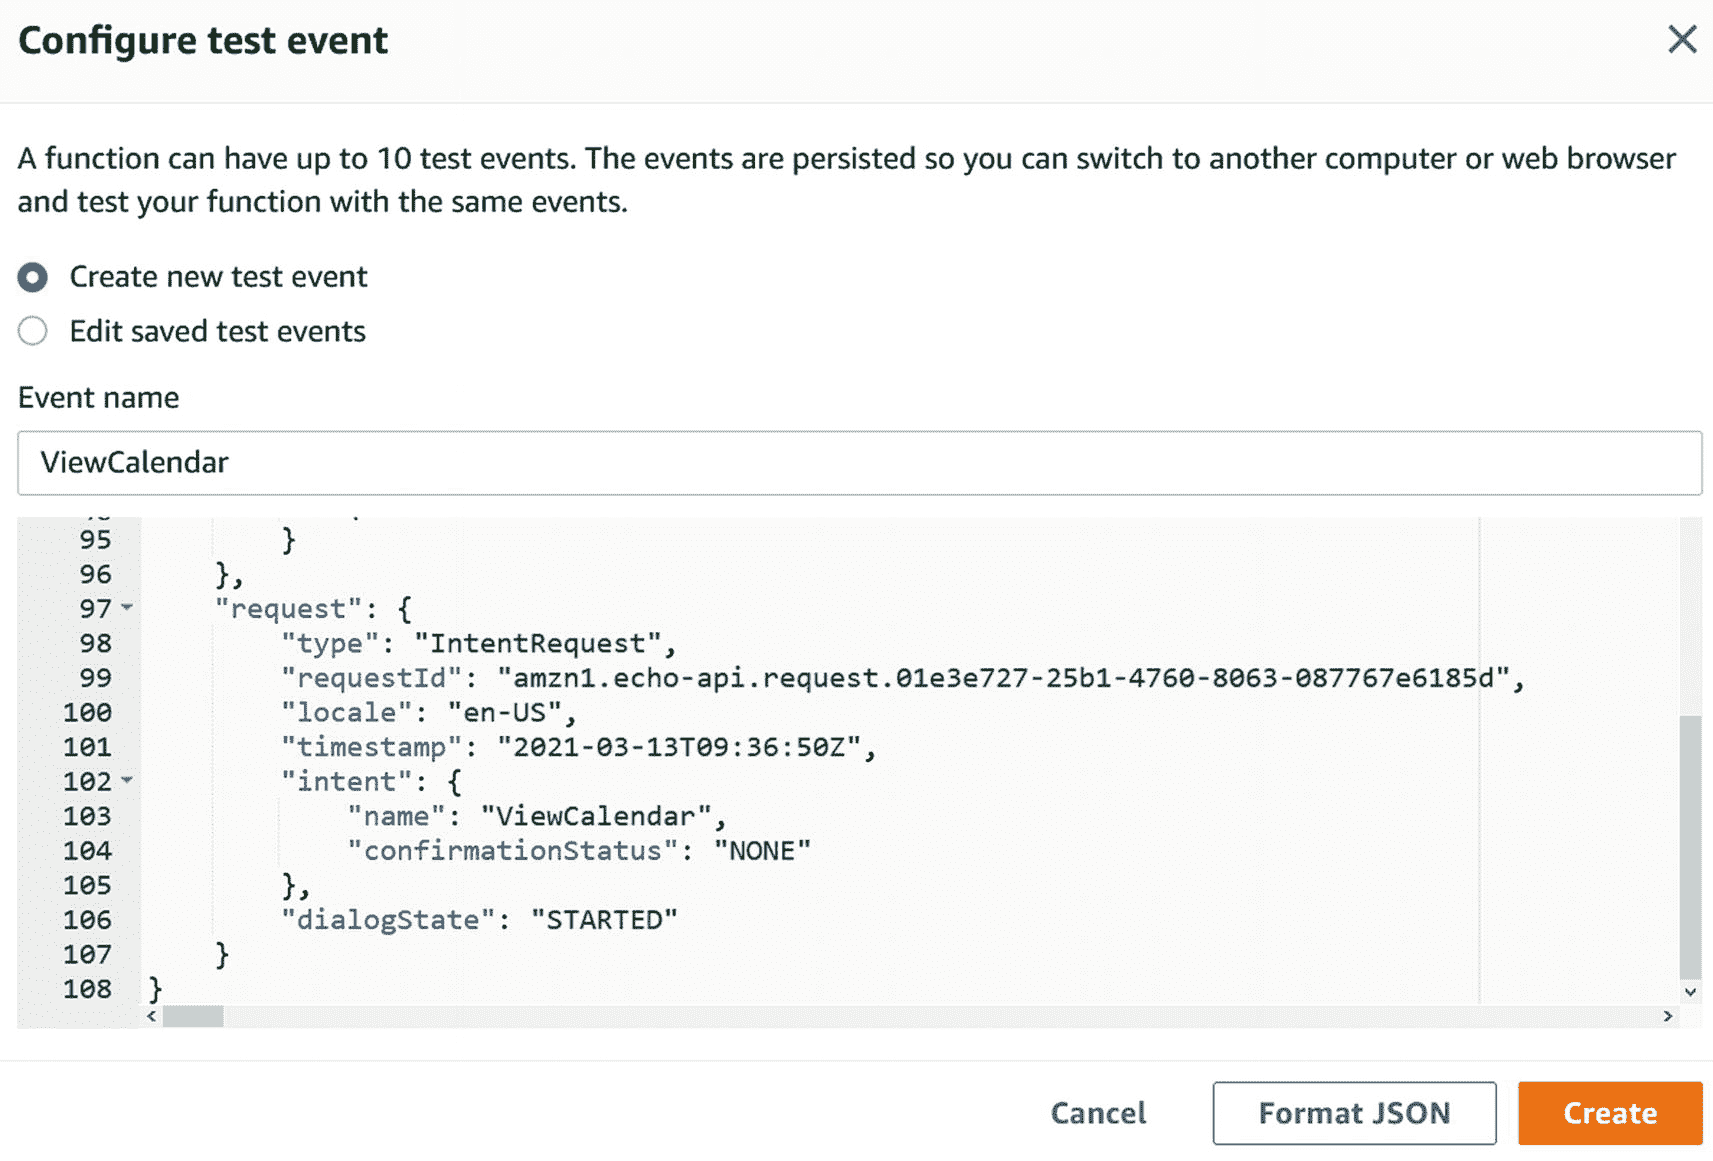 Configure test event
A function can have up to 10 test events. The events are persisted so you can switch to another computer or web browser
and test your function with the same events.
Create new test event
Edit saved test events
Event name
ViewCalendar
95 }
96 },
97 "request": {
98 "type": "IntentRequest",
99 "requestId": "amzn1.echo-api.request.01e3e727-25b1-4760-8063-087767e6185d",
100 "locale": "en-US",
101 "timestamp": "2021-03-13T09:36:50Z",
102 "intent": {
103 "name": "ViewCalendar",
104 "confirmationStatus": "NONE"
105 },
106 "dialogState": "STARTED"
107 }
108 }
Cancel
Format JSON
Create